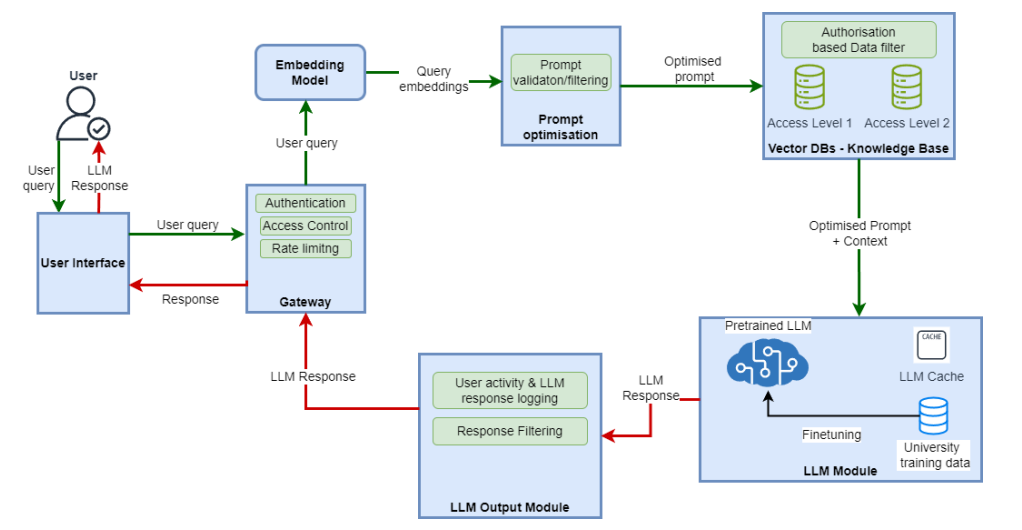 User
User
query
LLM
Response
User Interface
User query
Response
Authentication
Access Control
Rate limitng
Gateway
User query
Embedding
Model
Query
embeddings
Prompt
validaton/filtering
Prompt
optimisation
Optimised
prompt
Authorisation
based Data filter
Access Level 1
Access Level 2
Vector DBs - Knowledge Base
Optimised Prompt
+ Context
Pretrained LLM
CACHE
LLM Cache
Finetuning
University
training data
LLM Module
LLM
Response
User activity & LLM
response logging
Response Filtering
LLM Output Module
LLM Response